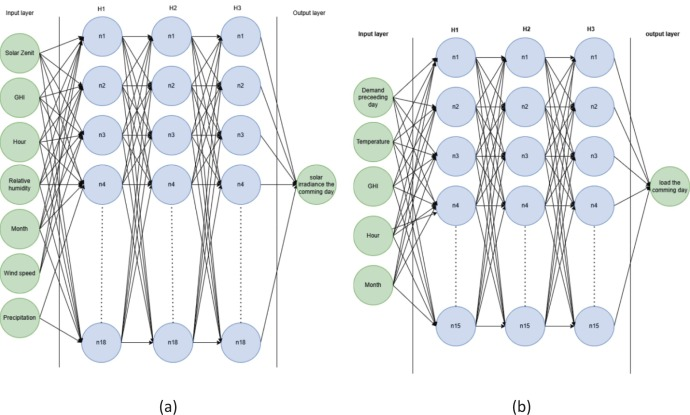 Input layer
H1
H2
H3
Output layer
Solar Zenit
GHI
Hour
Relative
humidity
Month
Wind speed
Precipitation
n1
n2
n3
n4
n18
n1
n2
n3
n4
n18
n1
n2
n3
n4
n18
solar
irradiance the
comming day
(a)
Input layer
H1
H2
H3
output layer
Demand
preceeding
day
Temperature
GHI
Hour
Month
n1
n2
n3
n4
n15
n1
n2
n3
n4
n15
n1
n2
n3
n4
n15
load the
comming day
(b)